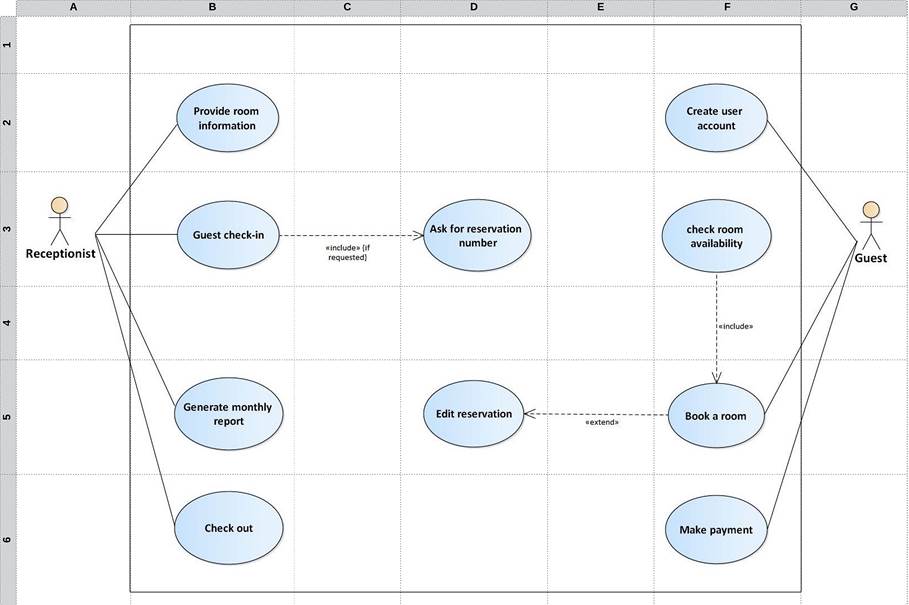 A B C D E F G
1
2
Provide room
information
Create user
account
3
Receptionist
Guest check-in
«include» {if
requested}
Ask for reservation
number
check room
availability
Guest
4
«include»
5
Generate monthly
report
Edit reservation
«extend»
Book a room
6
Check out
Make payment